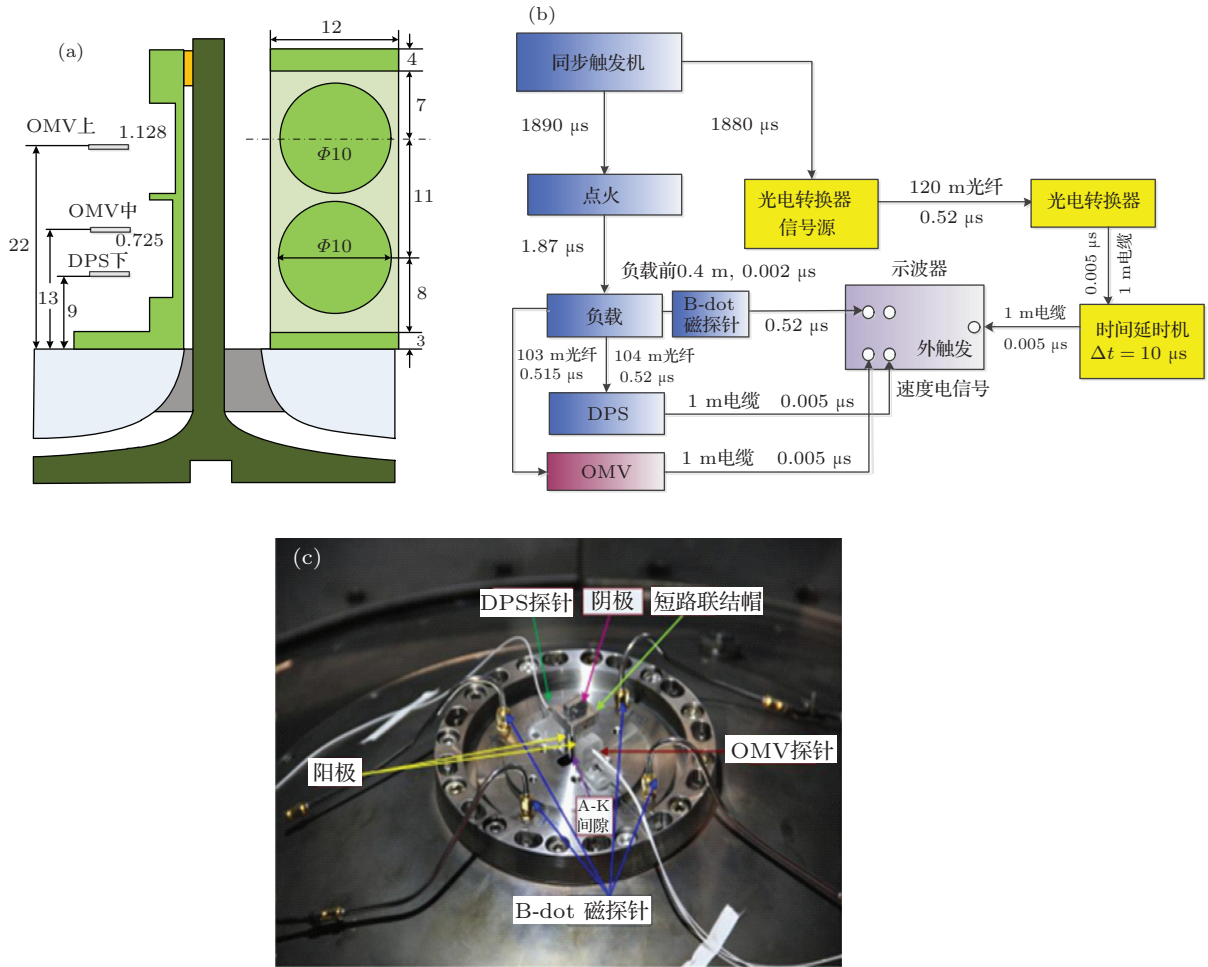 (a)
12
4
7
Φ10
11
Φ10
8
3
OMV上
1.128
OMV中
0.725
DPS下
22
13
9
(b)
同步触发机
1890 μs
1880 μs
点火
光电转换器
信号源
120 m光纤
0.52 μs
光电转换器
1.87 μs
0.005 μs
1 m电缆
负载前0.4 m, 0.002 μs
示波器
负载
B-dot
磁探针
0.52 μs
外触发
1 m电缆
0.005 μs
时间延时机
Δt = 10 μs
103 m光纤
0.515 μs
104 m光纤
0.52 μs
速度电信号
DPS
1 m电缆 0.005 μs
OMV
1 m电缆 0.005 μs
(c)
DPS探针
阴极
短路联结帽
阳极
OMV探针
A-K
间隙
B-dot 磁探针